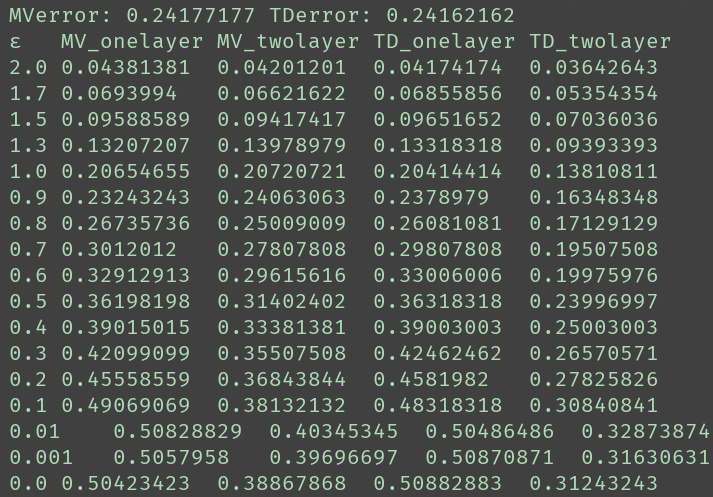 MVerror: 0.24177177 TDerror: 0.24162162
ε MV_onelayer MV_twolayer TD_onelayer TD_twolayer
2.0 0.04381381 0.04201201 0.04174174 0.03642643
1.7 0.0693994 0.06621622 0.06855856 0.05354354
1.5 0.09588589 0.09417417 0.09651652 0.07036036
1.3 0.13207207 0.13978979 0.13318318 0.09393393
1.0 0.20654655 0.20720721 0.20414414 0.13810811
0.9 0.23243243 0.24063063 0.2378979 0.16348348
0.8 0.26735736 0.25009009 0.26081081 0.17129129
0.7 0.3012012 0.27807808 0.29807808 0.19507508
0.6 0.32912913 0.29615616 0.33006006 0.19975976
0.5 0.36198198 0.31402402 0.36318318 0.23996997
0.4 0.39015015 0.33381381 0.39003003 0.25003003
0.3 0.42099099 0.35507508 0.42462462 0.26570571
0.2 0.45558559 0.36843844 0.4581982 0.27825826
0.1 0.49069069 0.38132132 0.48318318 0.30840841
0.01 0.50828829 0.40345345 0.50486486 0.32873874
0.001 0.5057958 0.39696697 0.50870871 0.31630631
0.0 0.50423423 0.38867868 0.50882883 0.31243243